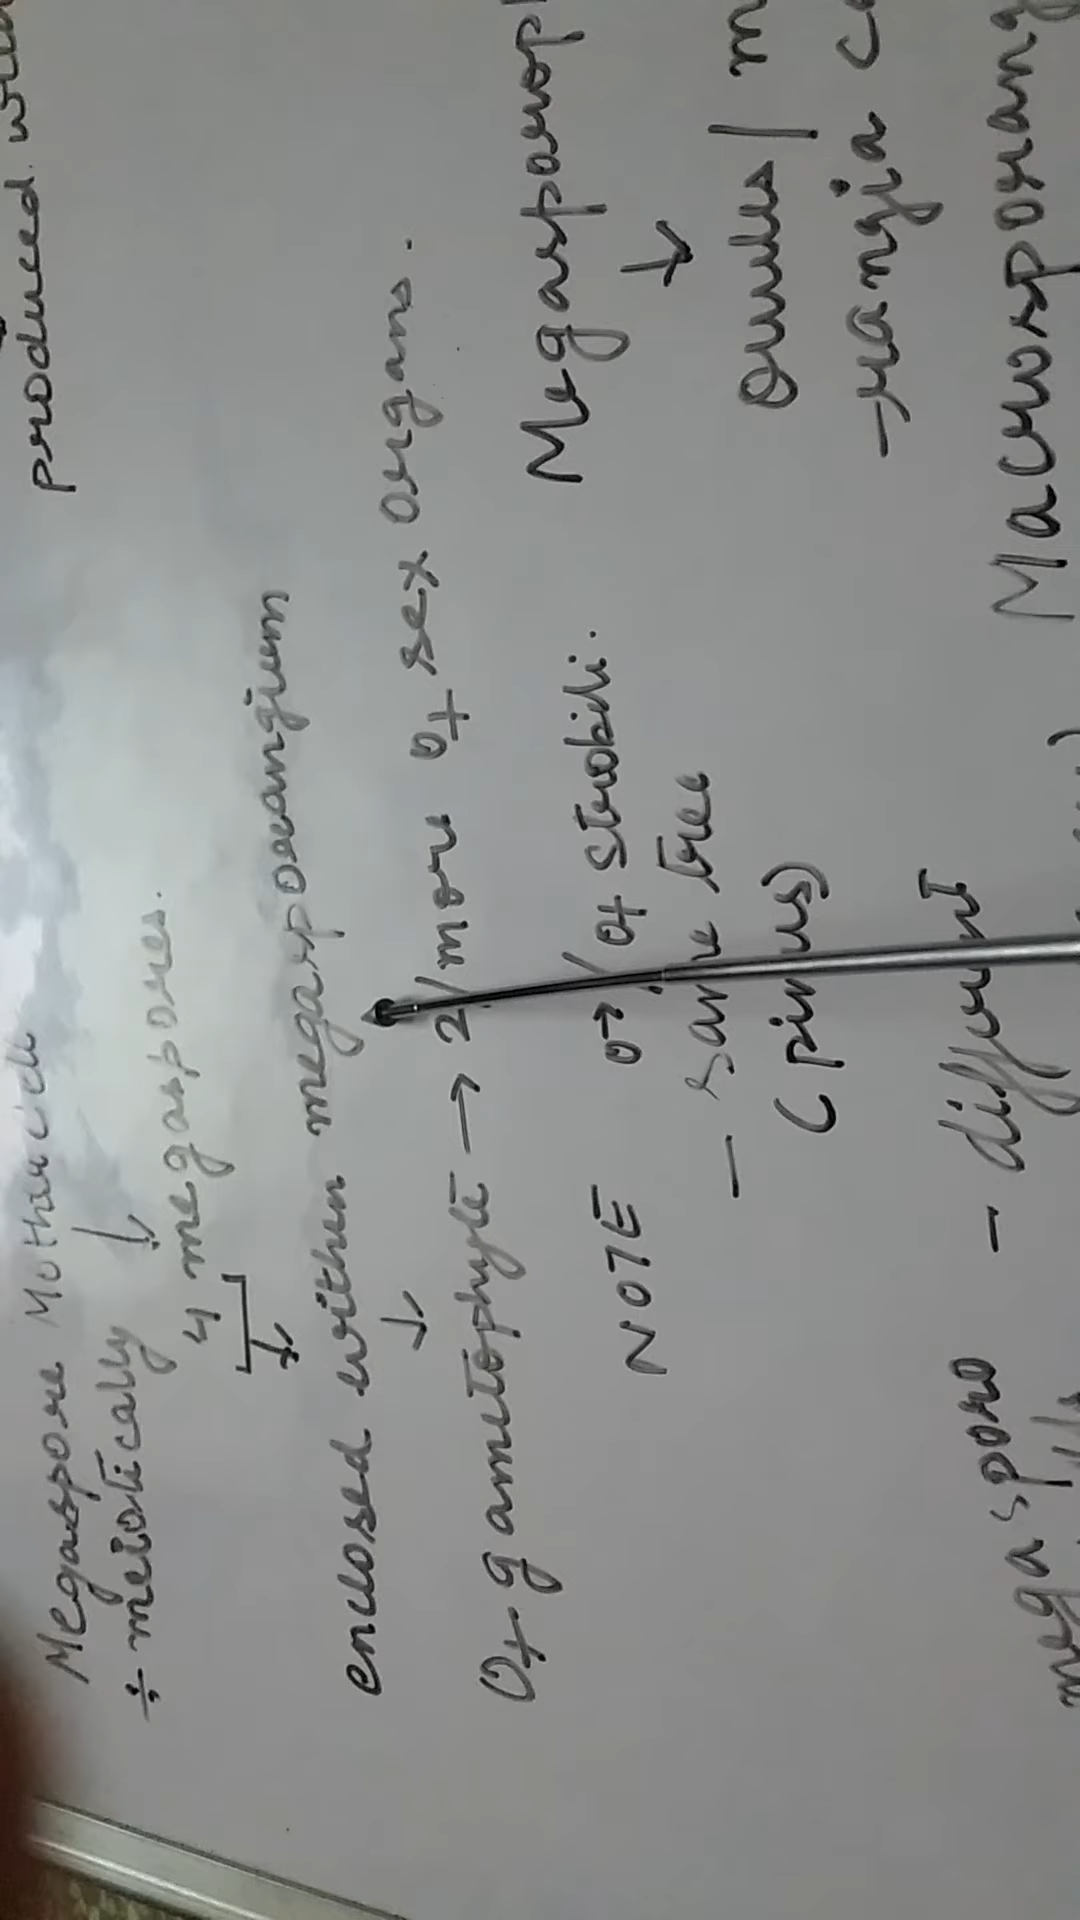 Megaspore Mother cell
÷ meiotically ↓
4 megaspores.
↓
enclosed within megasporangium
↓
♀ gametophyte → 2/more ♀ sex organs.
NOTE ♂/♀ strobili.
- same tree
(pinus)
- different
megaspora
produced.
Megasporop
↓
Ovules | m
-rangia c
Macrosporang